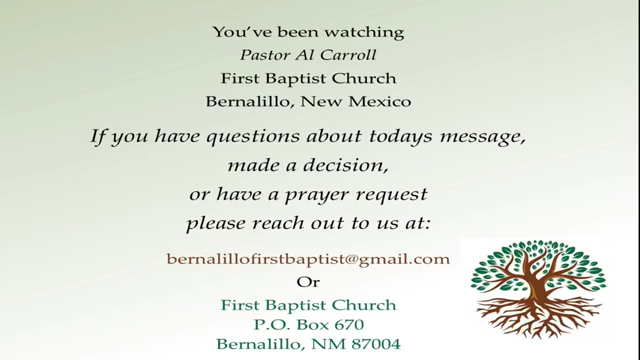 You've been watching
Pastor Al Carroll
First Baptist Church
Bernalillo, New Mexico
If you have questions about todays message,
made a decision,
or have a prayer request
please reach out to us at:
bernalillofirstbaptist@gmail.com
Or
First Baptist Church
P.O. Box 670
Bernalillo, NM 87004